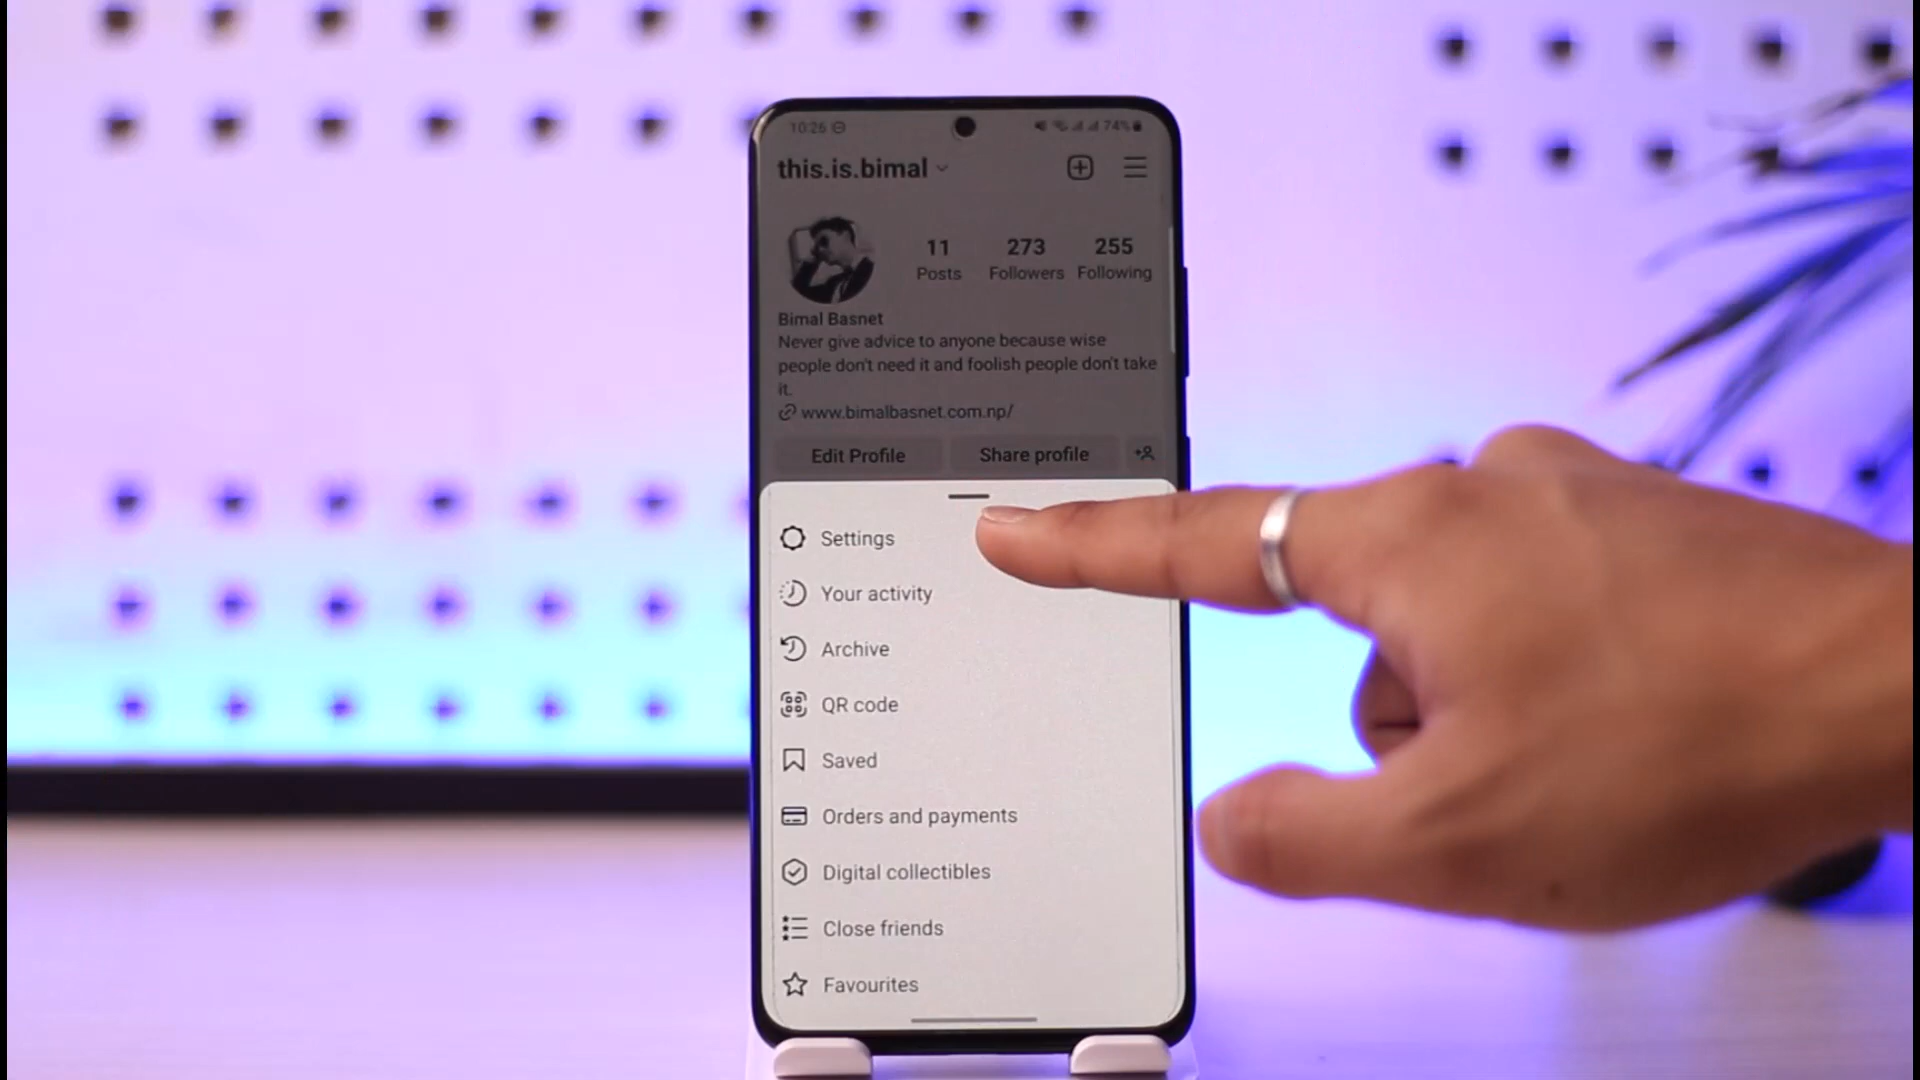 10:26 74%
this.is.bimal
11 273 255
Posts Followers Following
Bimal Basnet
Never give advice to anyone because wise
people don't need it and foolish people don't take
it.
www.bimalbasnet.com.np/
Edit Profile Share profile
Settings
Your activity
Archive
QR code
Saved
Orders and payments
Digital collectibles
Close friends
Favourites